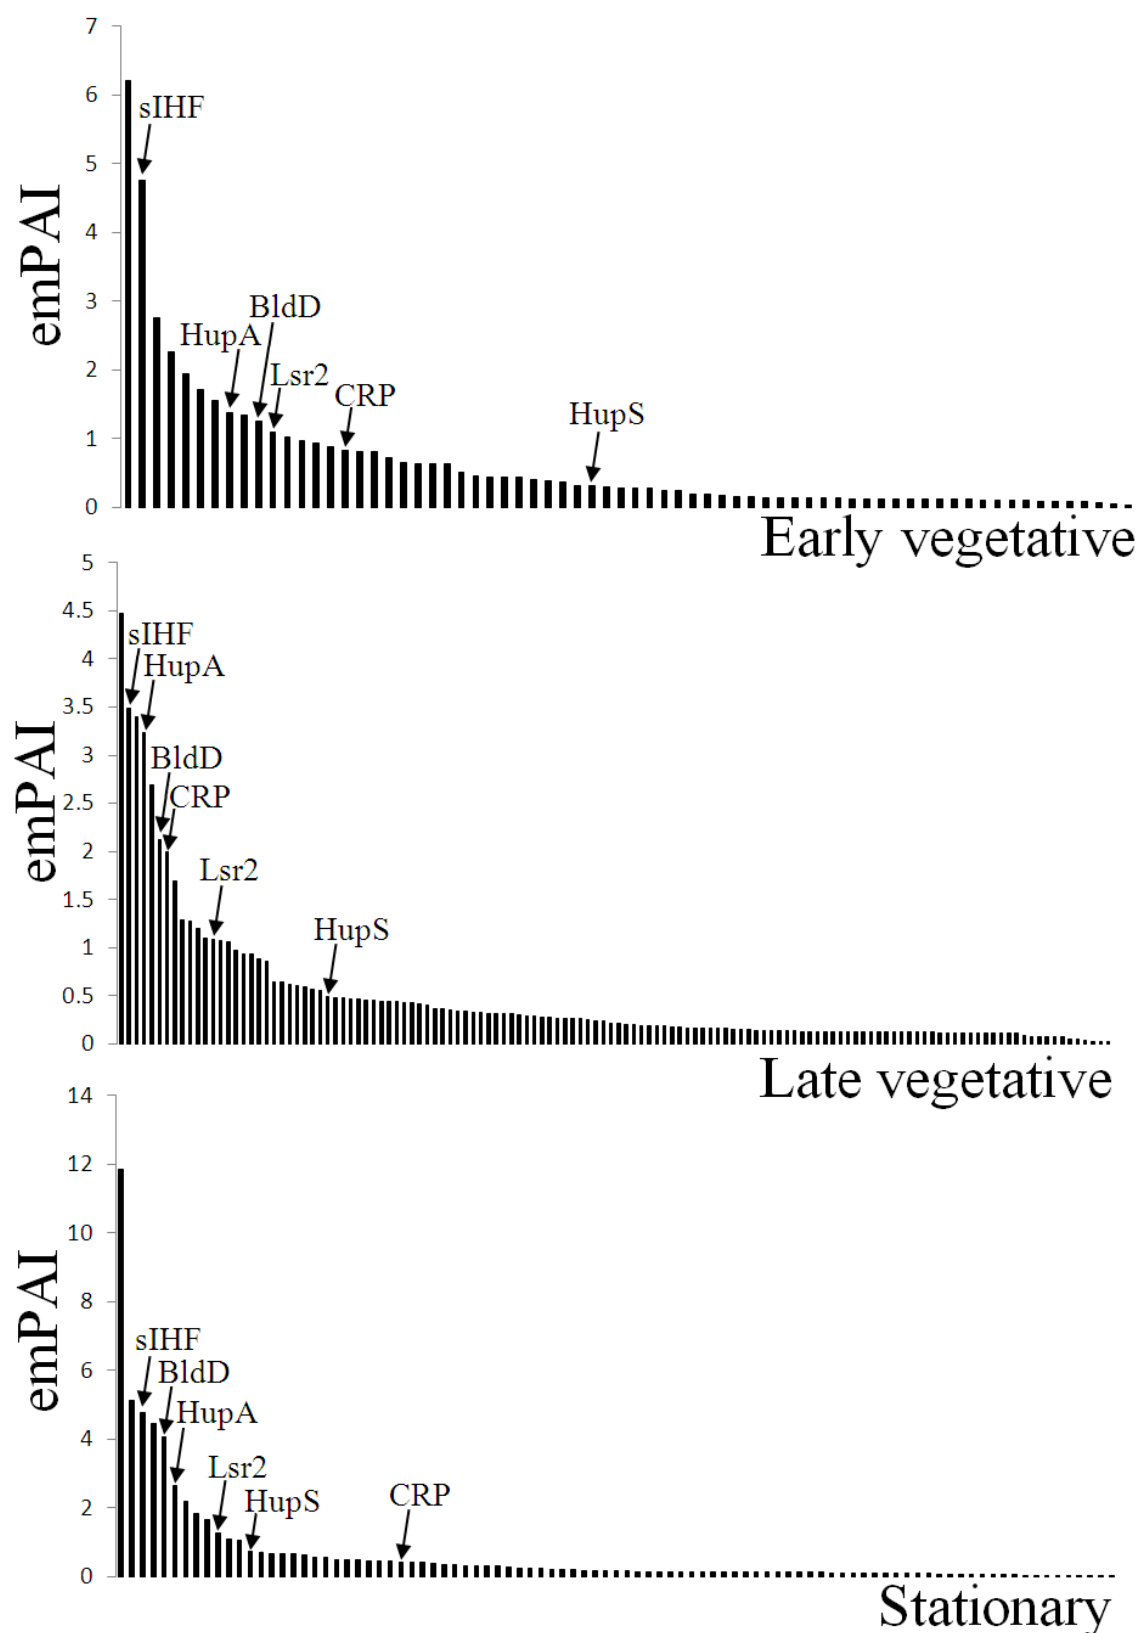 7
6
sIHF
5
4
emPAI
3
BldD
HupA
2
Lsr2
CRP
HupS
1
0
Early vegetative
5
4.5
sIHF
4
HupA
3.5
emPAI
3
BldD
2.5
CRP
2
Lsr2
1.5
HupS
1
0.5
0
Late vegetative
14
12
10
emPAI
8
sIHF
6
BldD
HupA
4
Lsr2
HupS
CRP
2
0
Stationary